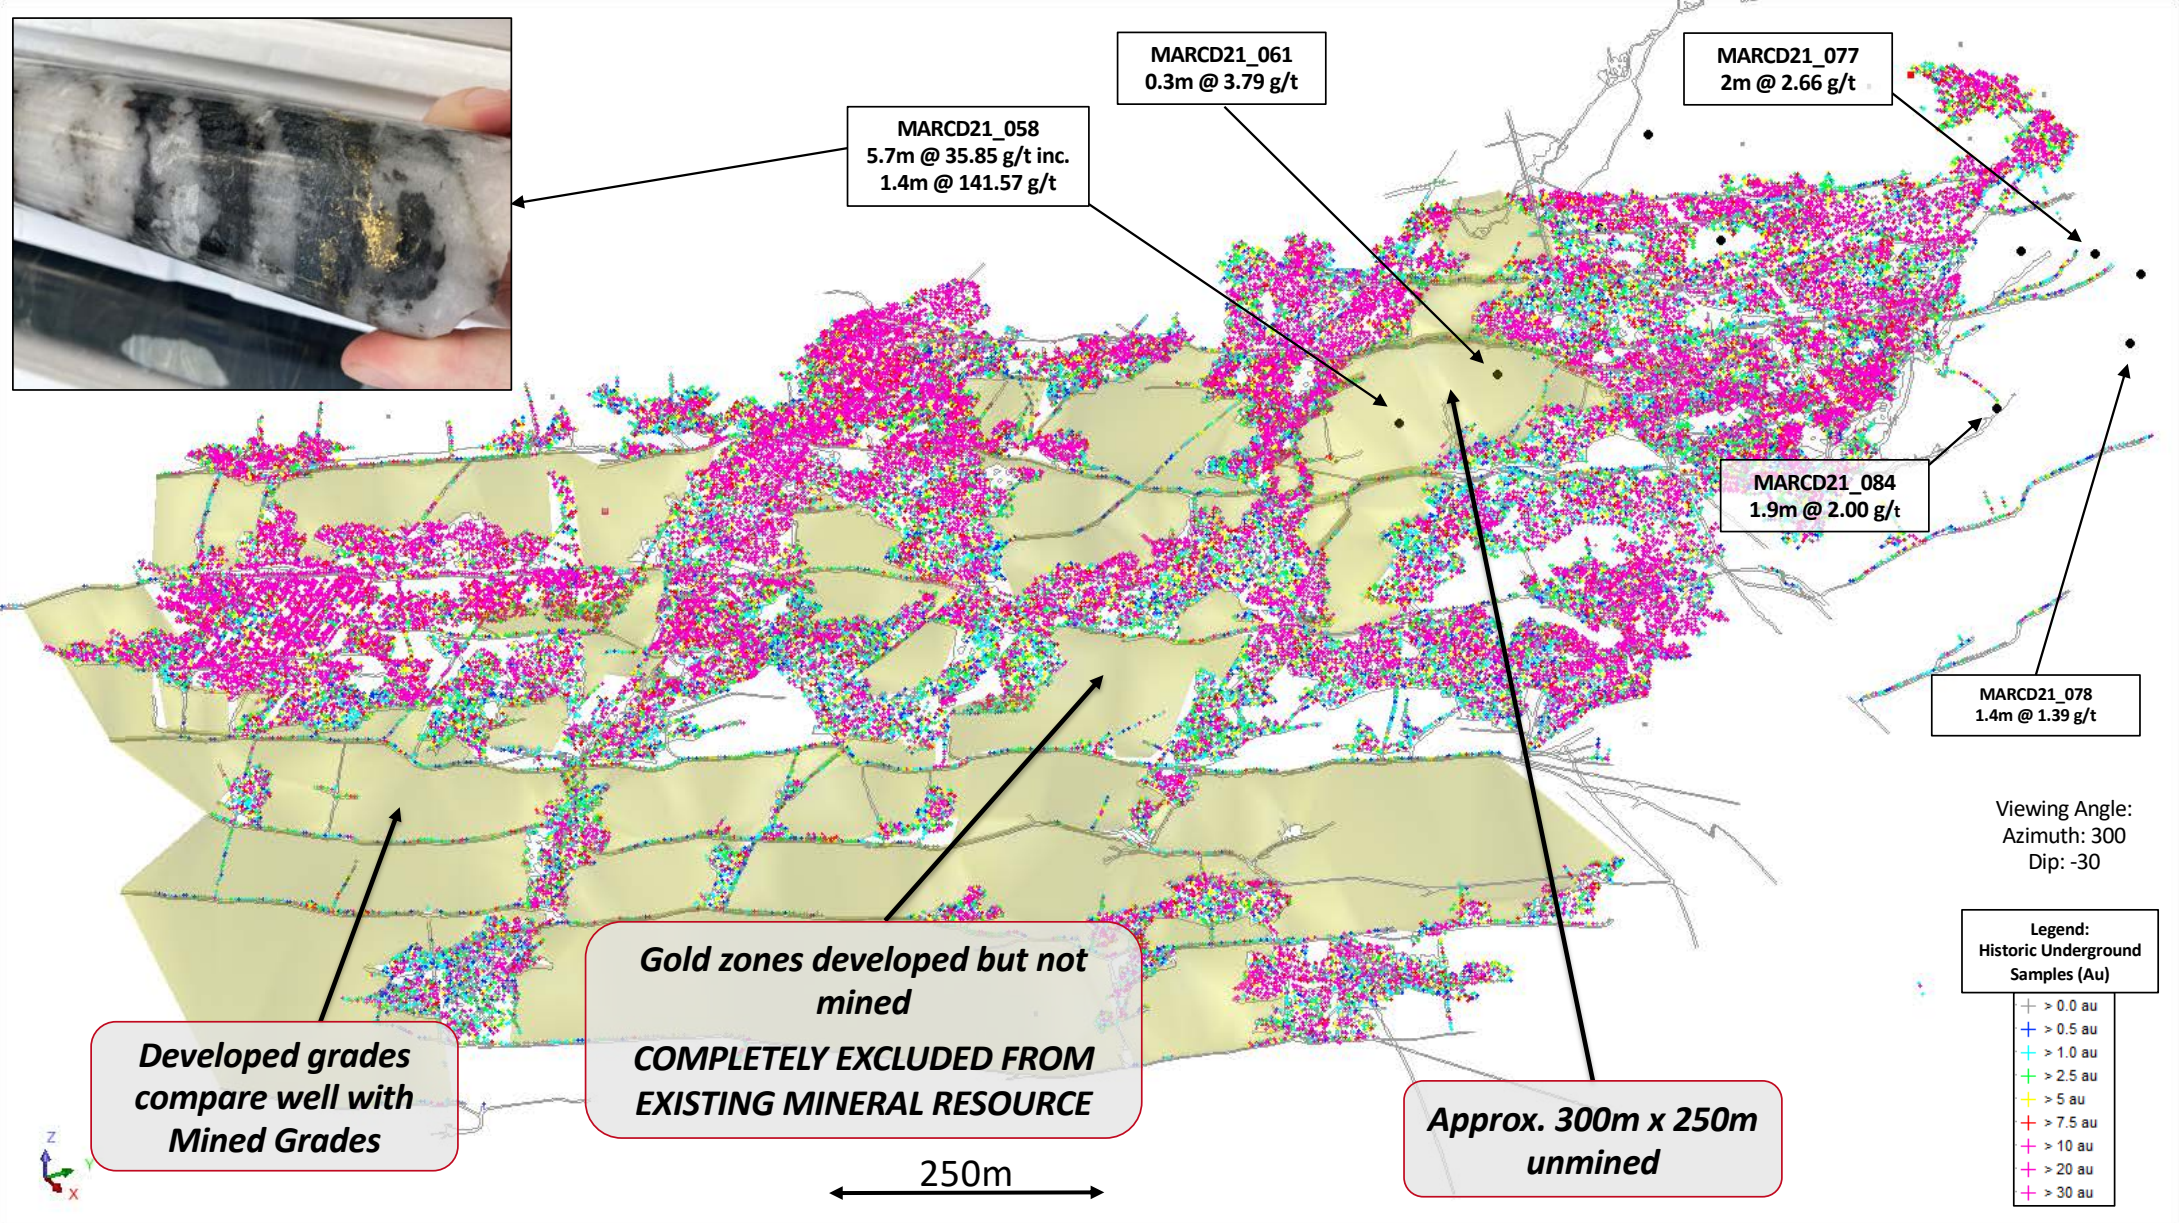 MARCD21_061
0.3m @ 3.79 g/t
MARCD21_077
2m @ 2.66 g/t
MARCD21_058
5.7m @ 35.85 g/t inc.
1.4m @ 141.57 g/t
MARCD21_084
1.9m @ 2.00 g/t
MARCD21_078
1.4m @ 1.39 g/t
Viewing Angle:
Azimuth: 300
Dip: -30
Legend:
Historic Underground
Samples (Au)
> 0.0 au
> 0.5 au
> 1.0 au
> 2.5 au
> 5 au
> 7.5 au
> 10 au
> 20 au
> 30 au
Gold zones developed but not
mined
COMPLETELY EXCLUDED FROM
EXISTING MINERAL RESOURCE
Developed grades
compare well with
Mined Grades
Approx. 300m x 250m
unmined
250m
Z
Y
X